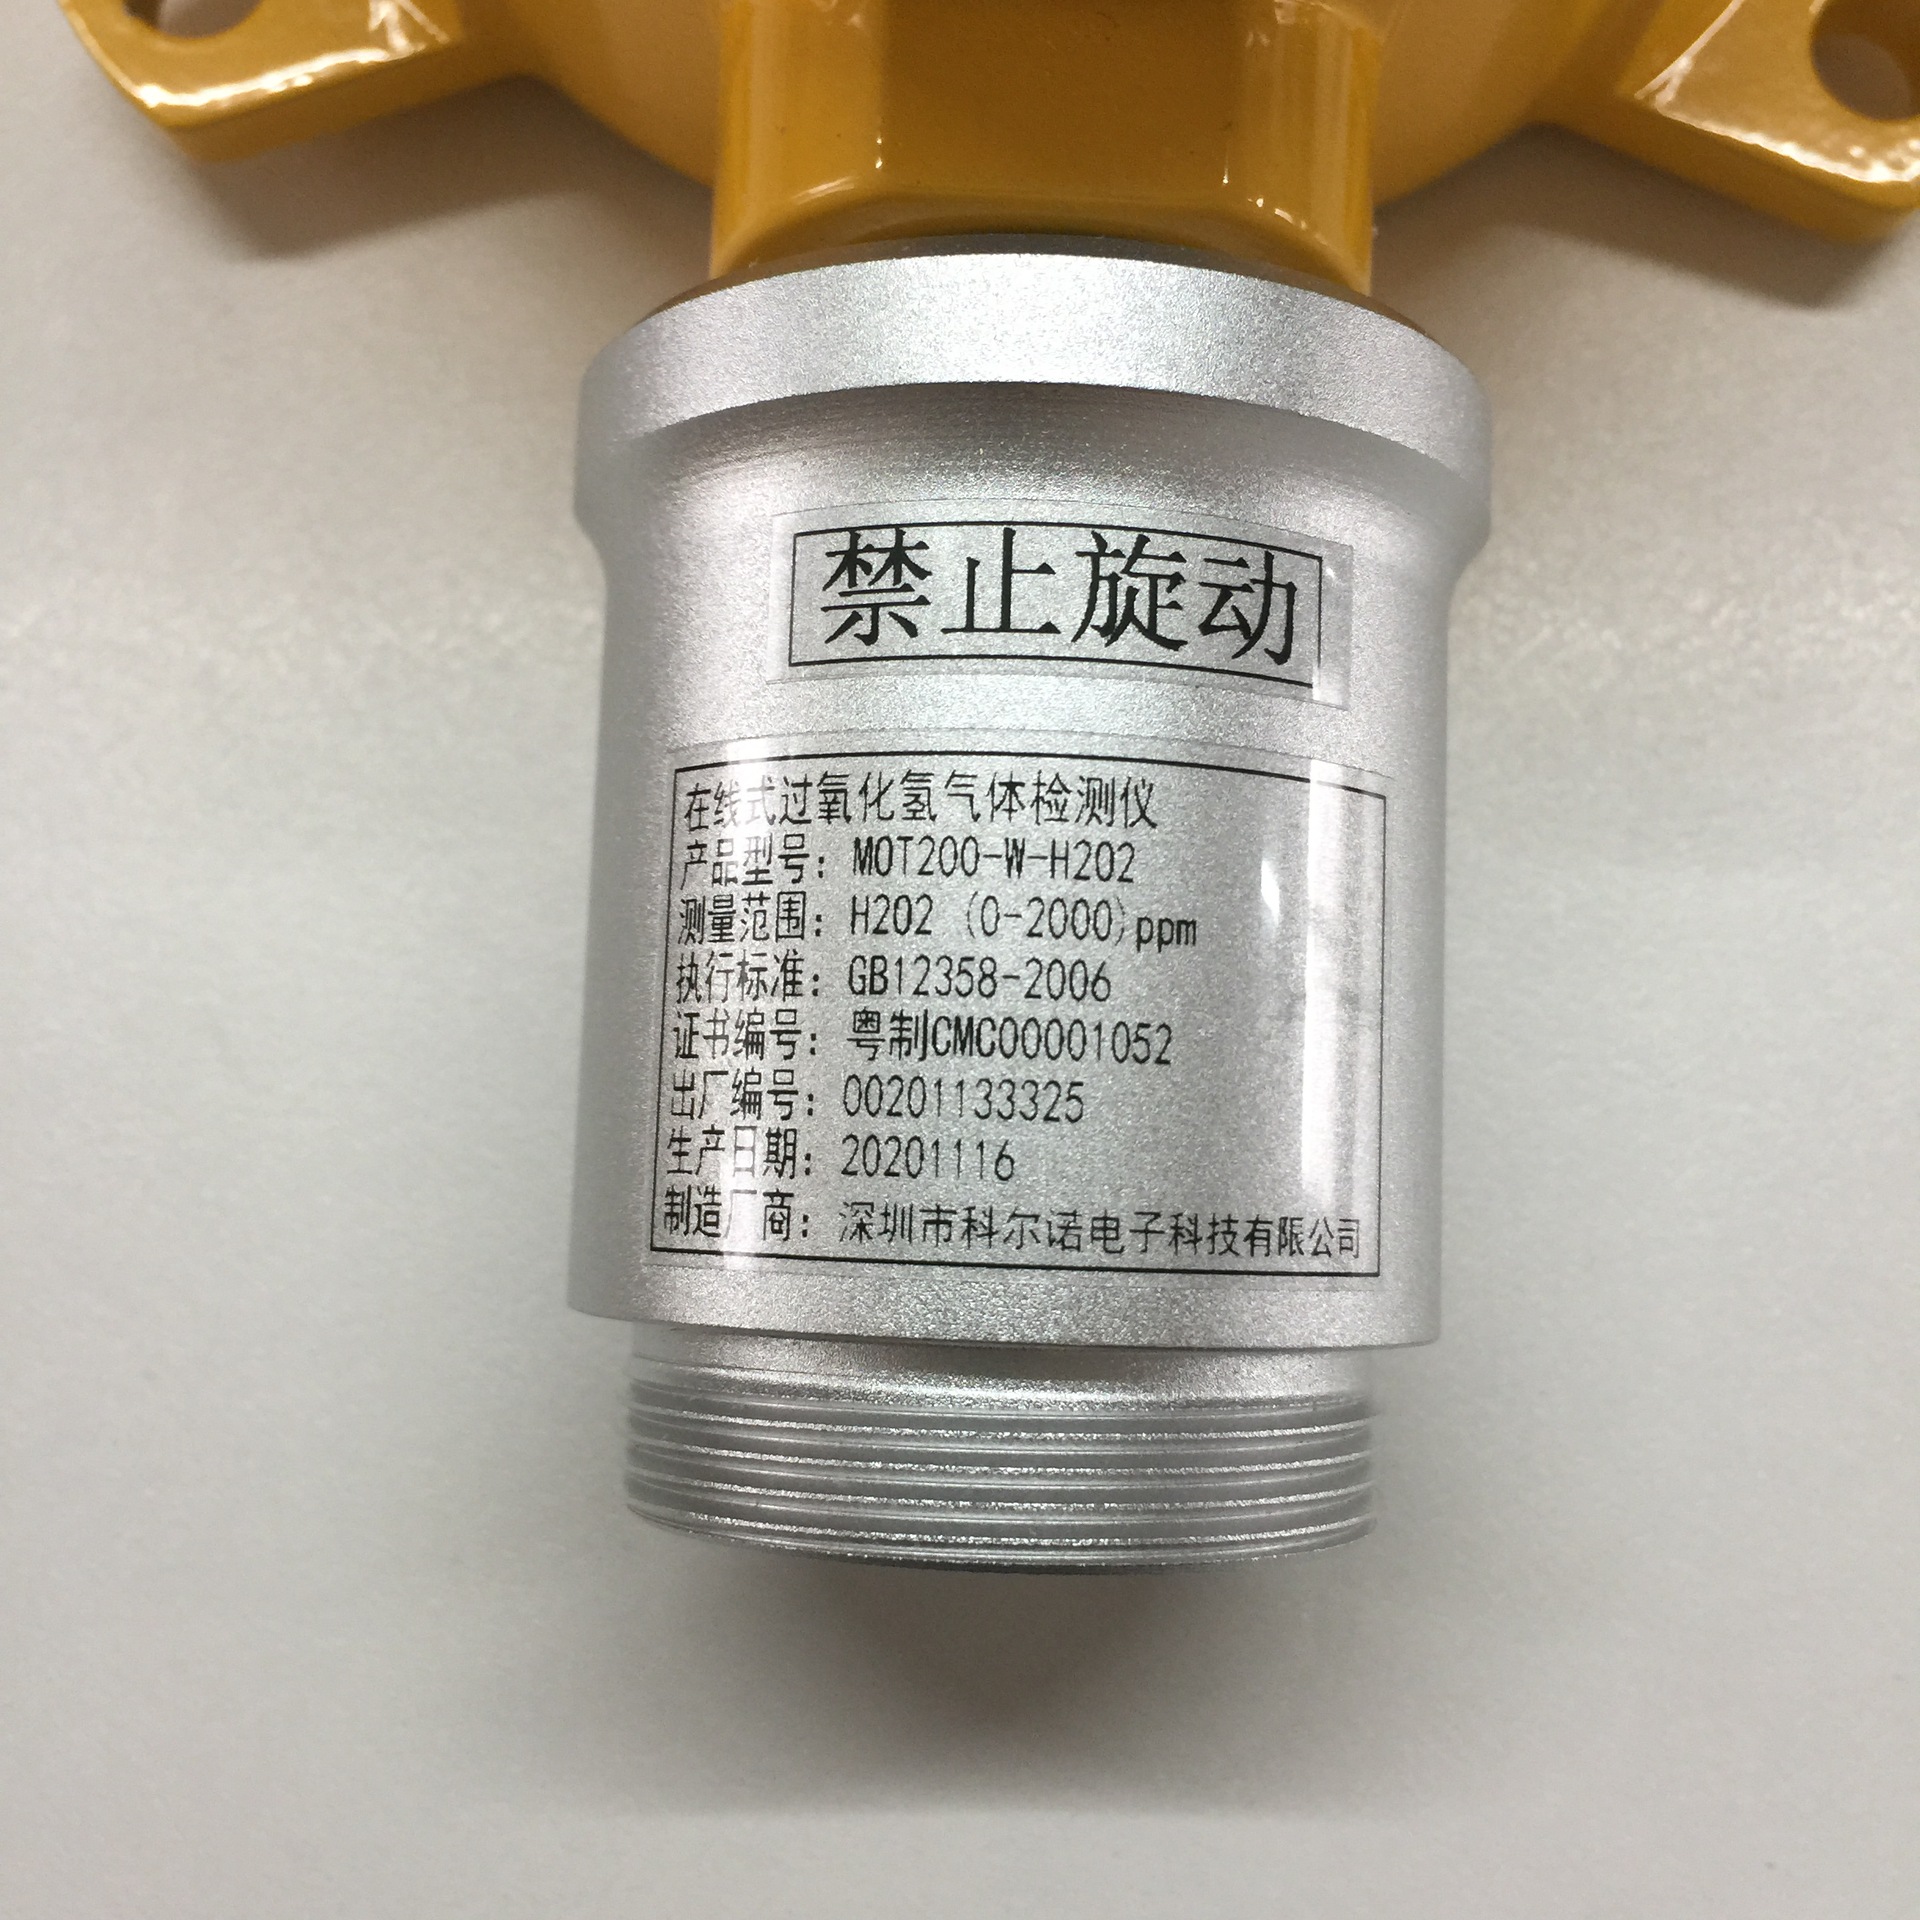 禁止旋动
在线式过氧化氢气体检测仪
产品型号：MOT200-W-H2O2
测量范围：H2O2 (0-2000)ppm
执行标准：GB12358-2006
证书编号：粤制CMC00001052
出厂编号：00201133325
生产日期：20201116
制造厂商：深圳市科尔诺电子科技有限公司